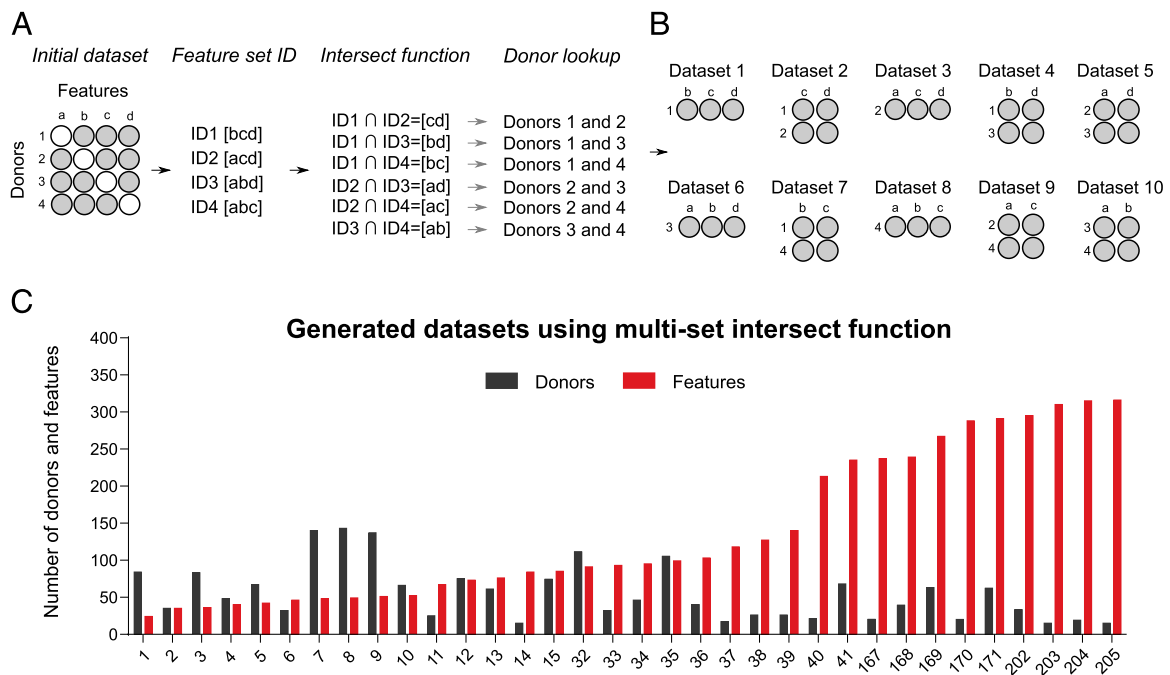 A
Initial dataset
Feature set ID
Intersect function
Donor lookup
Features
a b c d
Donors
1
2
3
4
ID1 [bcd]
ID2 [acd]
ID3 [abd]
ID4 [abc]
ID1 ∩ ID2=[cd]
ID1 ∩ ID3=[bd]
ID1 ∩ ID4=[bc]
ID2 ∩ ID3=[ad]
ID2 ∩ ID4=[ac]
ID3 ∩ ID4=[ab]
Donors 1 and 2
Donors 1 and 3
Donors 1 and 4
Donors 2 and 3
Donors 2 and 4
Donors 3 and 4
B
Dataset 1
b c d
1
Dataset 2
c d
1
2
Dataset 3
a c d
2
Dataset 4
b d
1
3
Dataset 5
a d
2
3
Dataset 6
a b d
3
Dataset 7
b c
1
4
Dataset 8
a b c
4
Dataset 9
a c
2
4
Dataset 10
a b
3
4
C
Generated datasets using multi-set intersect function
Donors
Features
Number of donors and features
400
350
300
250
200
150
100
50
0
1 2 3 4 5 6 7 8 9 10 11 12 13 14 15 32 33 34 35 36 37 38 39 40 41 167 168 169 170 171 202 203 204 205